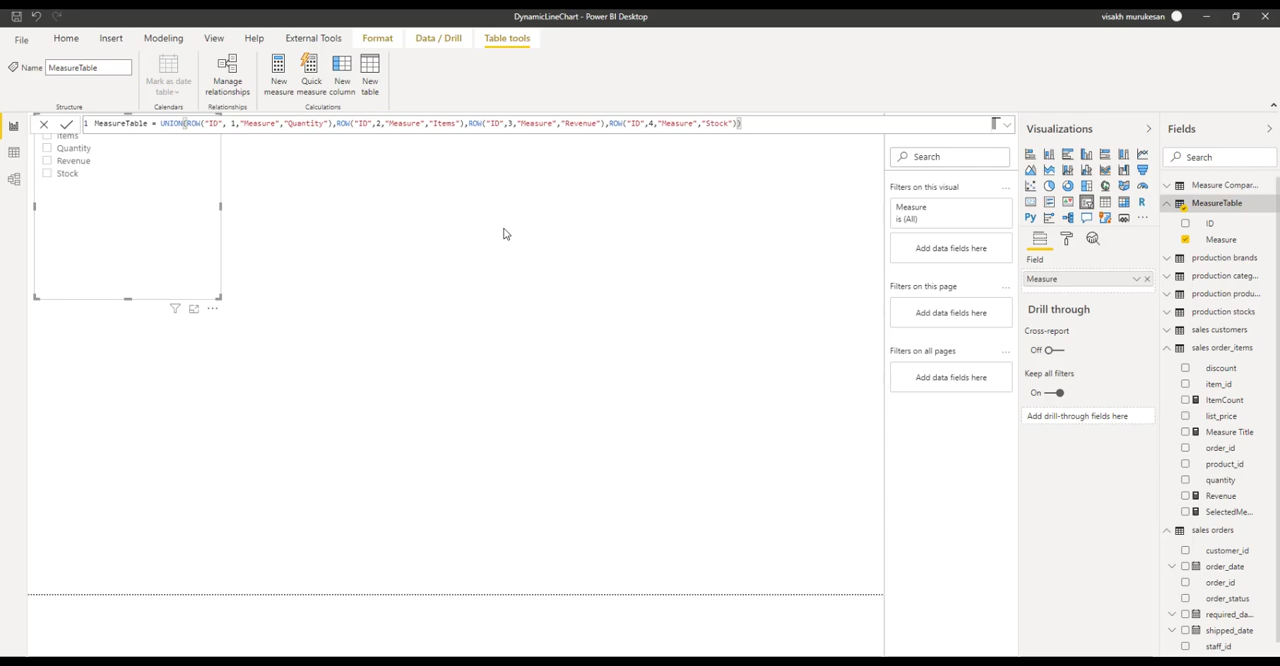 DynamicLineChart - Power BI Desktop
visakh murukesan
File
Home
Insert
Modeling
View
Help
External Tools
Format
Data / Drill
Table tools
Name
MeasureTable
Mark as date
table
Manage
relationships
New
measure
Quick
measure
New
column
New
table
Structure
Calendars
Relationships
Calculations
1 MeasureTable = UNION(ROW("ID", 1,"Measure","Quantity"),ROW("ID",2,"Measure","Items"),ROW("ID",3,"Measure","Revenue"),ROW("ID",4,"Measure","Stock"))
Items
Quantity
Revenue
Stock
Search
Filters on this visual
...
Measure
is (All)
Add data fields here
Filters on this page
...
Add data fields here
Filters on all pages
...
Add data fields here
Visualizations
R
Py
...
Field
Measure
Drill through
Cross-report
Off
Keep all filters
On
Add drill-through fields here
Fields
Search
Measure Compar...
MeasureTable
ID
Measure
production brands
production categ...
production produ...
production stocks
sales customers
sales order_items
discount
item_id
ItemCount
list_price
Measure Title
order_id
product_id
quantity
Revenue
SelectedMe...
sales orders
customer_id
order_date
order_id
order_status
required_da...
shipped_date
staff_id